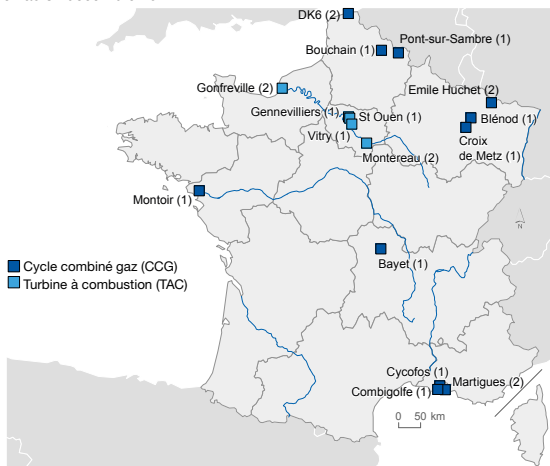 DK6 (2)
Pont-sur-Sambre (1)
Bouchain (1)
Emile Huchet (2)
Gonfreville (2)
Gennevilliers (1)
St Ouen (1)
Blénod (1)
Vitry (1)
Croix
de Metz (1)
Montereau (2)
Montoir (1)
N
Bayet (1)
Cycle combiné gaz (CCG)
Turbine à combustion (TAC)
Cycofos (1)
Martigues (2)
Combigolfe (1)
0 50 km